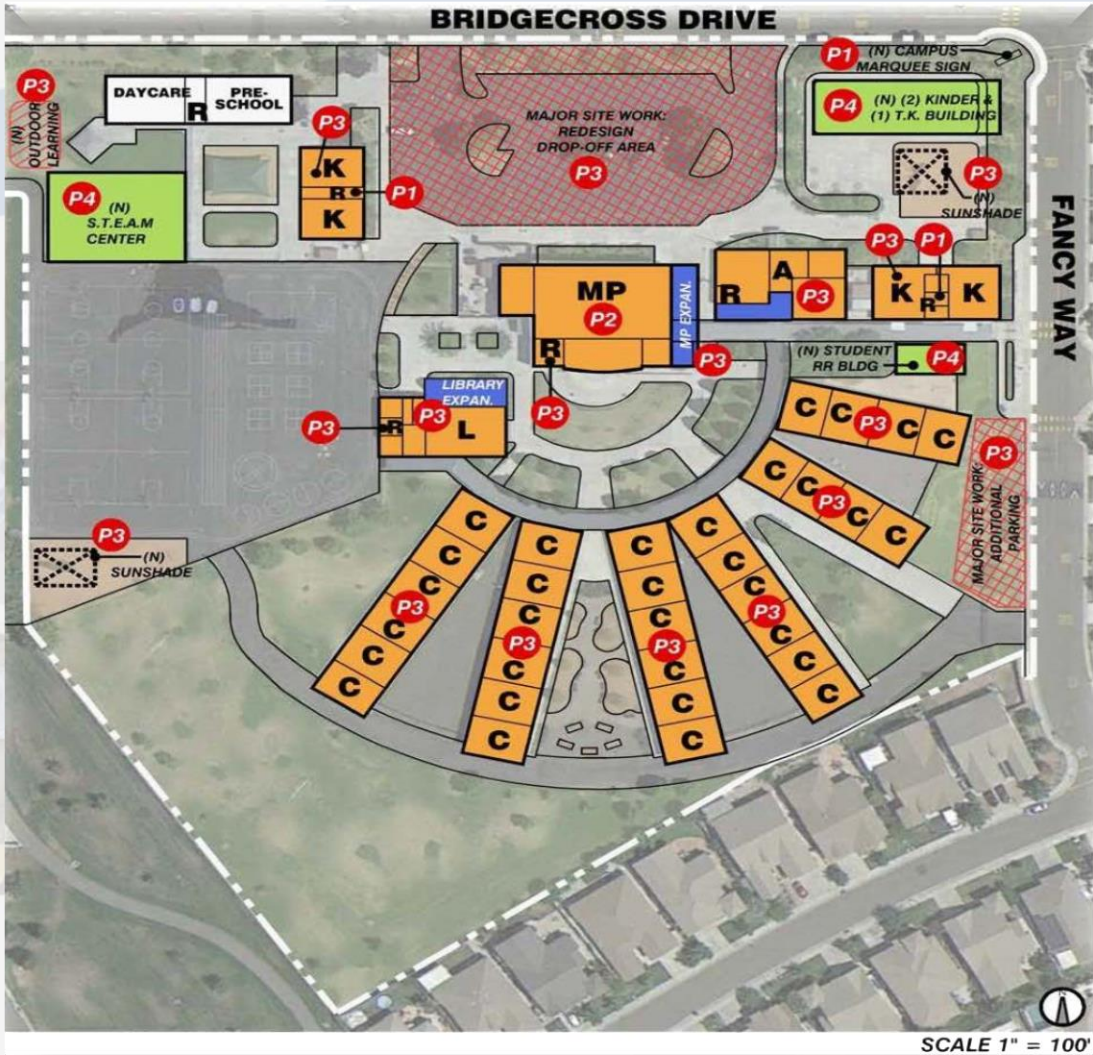 BRIDGECROSS DRIVE
P1
(N) CAMPUS
MARQUEE SIGN
P3
(N)
OUTDOOR
LEARNING
DAYCARE
R
PRE-
SCHOOL
P4
(N) (2) KINDER &
(1) T.K. BUILDING
MAJOR SITE WORK:
REDESIGN
DROP-OFF AREA
P3
P3
K
R
P1
K
P3
(N)
SUNSHADE
P4
(N)
S.T.E.A.M
CENTER
FANCY WAY
P3
P1
K
R
K
A
R
P3
MP
P2
R
MP EXPAN.
P3
P3
(N) STUDENT
RR BLDG
P4
LIBRARY
EXPAN.
P3
R
P3
L
C
C
P3
C
C
P3
MAJOR SITE WORK:
ADDITIONAL
PARKING
C
C
P3
C
C
P3
(N)
SUNSHADE
C
C
C
P3
C
C
C
C
C
C
P3
C
C
C
C
C
C
P3
C
C
C
C
C
C
P3
C
C
C
SCALE 1" = 100'